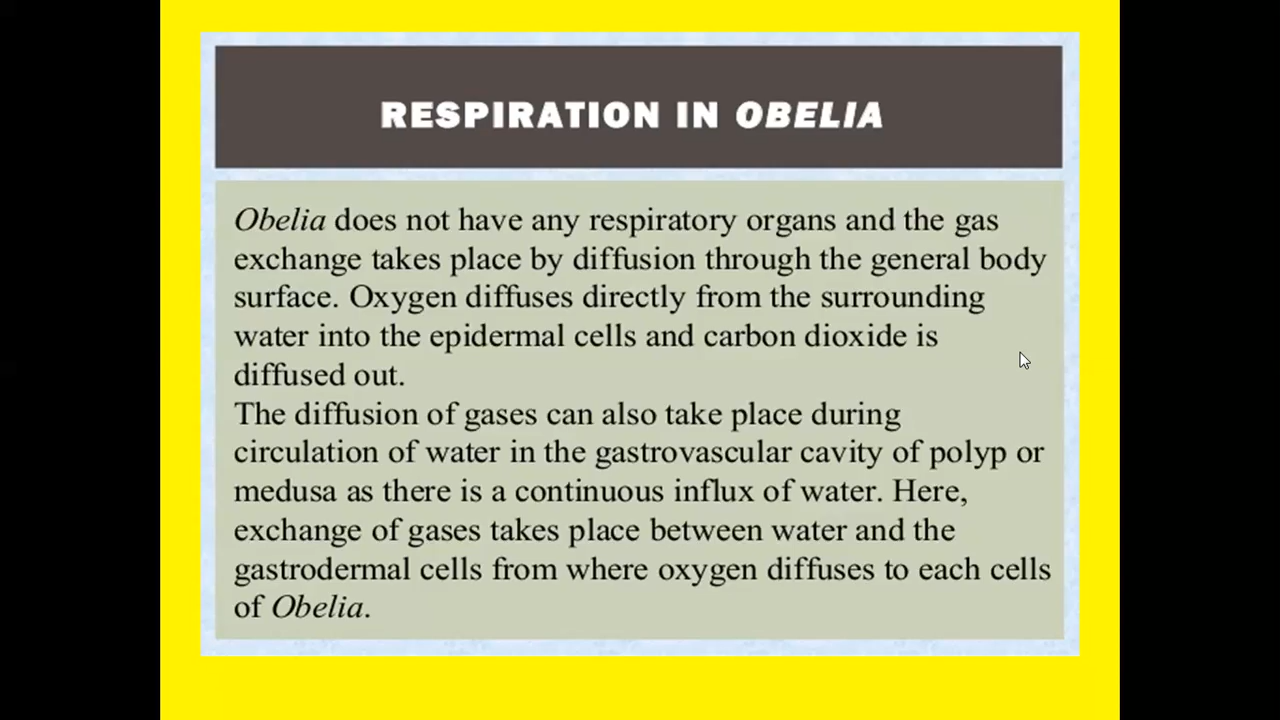 RESPIRATION IN OBELIA
Obelia does not have any respiratory organs and the gas
exchange takes place by diffusion through the general body
surface. Oxygen diffuses directly from the surrounding
water into the epidermal cells and carbon dioxide is
diffused out.
The diffusion of gases can also take place during
circulation of water in the gastrovascular cavity of polyp or
medusa as there is a continuous influx of water. Here,
exchange of gases takes place between water and the
gastrodermal cells from where oxygen diffuses to each cells
of Obelia.